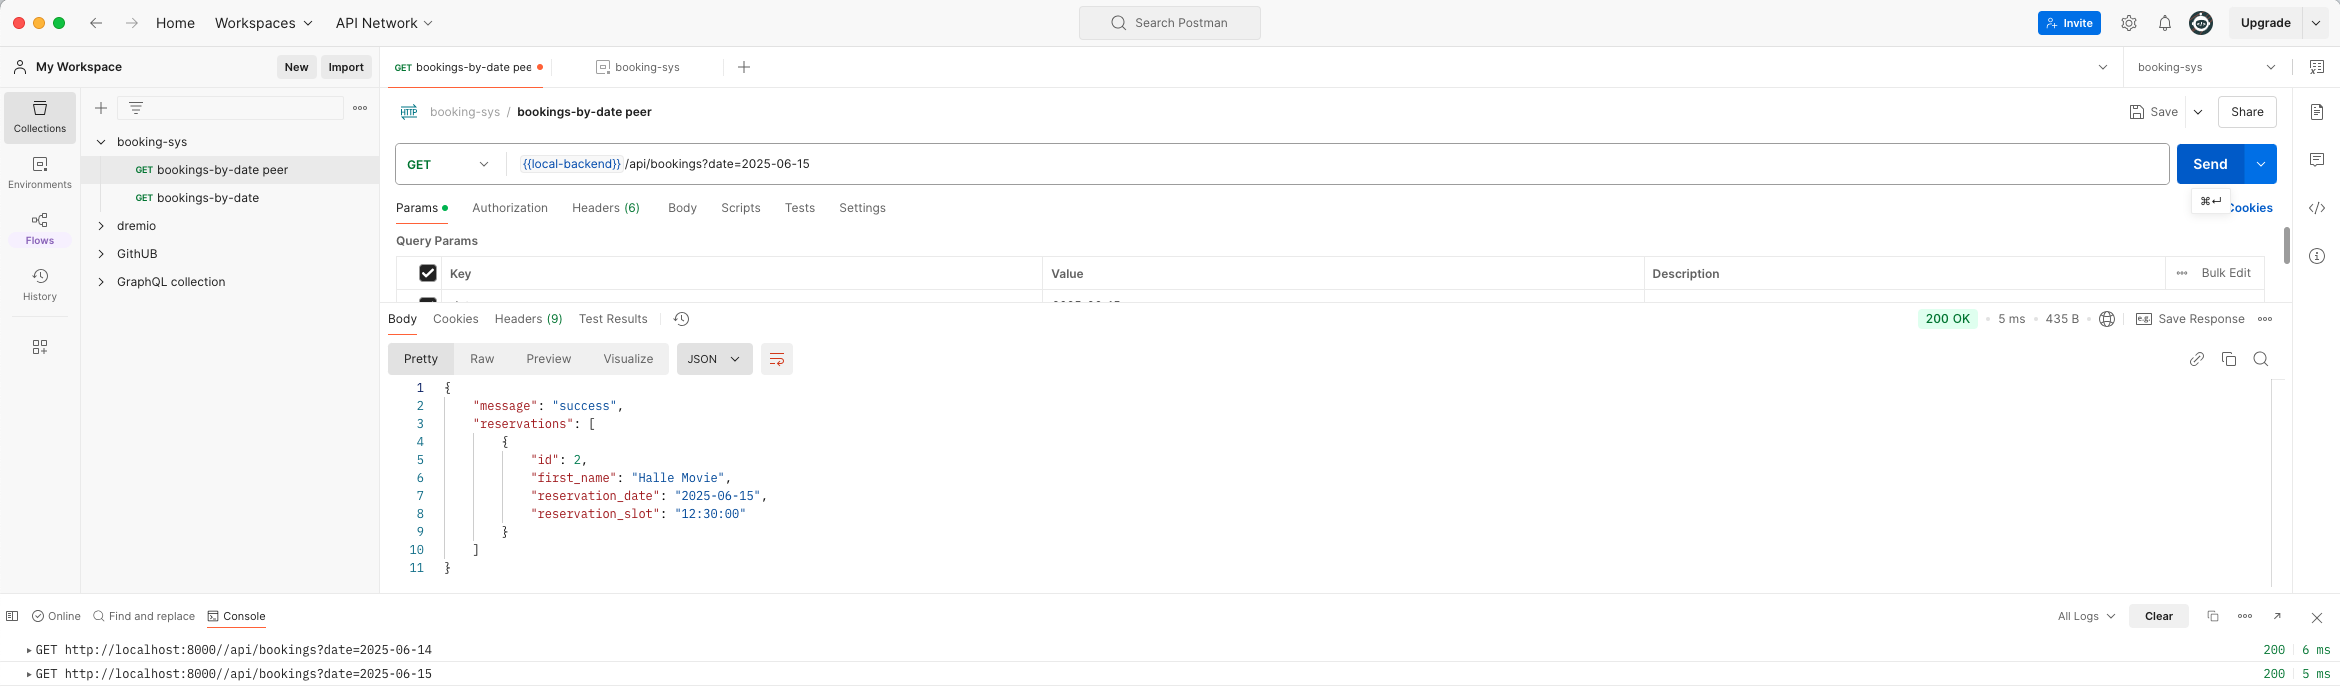 Home Workspaces API Network Search Postman Invite Upgrade
My Workspace New Import GET bookings-by-date pee booking-sys booking-sys
Collections
Environments
Flows
History
booking-sys
GET bookings-by-date peer
GET bookings-by-date
dremio
GithUB
GraphQL collection
HTTP booking-sys / bookings-by-date peer Save Share
GET {{local-backend}} /api/bookings?date=2025-06-15 Send
⌘↵
Params Authorization Headers (6) Body Scripts Tests Settings Cookies
Query Params
Key Value Description Bulk Edit
Body Cookies Headers (9) Test Results 200 OK 5 ms 435 B e.g. Save Response
Pretty Raw Preview Visualize JSON
1 {
2 "message": "success",
3 "reservations": [
4 {
5 "id": 2,
6 "first_name": "Halle Movie",
7 "reservation_date": "2025-06-15",
8 "reservation_slot": "12:30:00"
9 }
10 ]
11 }
Online Find and replace Console All Logs Clear
GET http://localhost:8000//api/bookings?date=2025-06-14 200 6 ms
GET http://localhost:8000//api/bookings?date=2025-06-15 200 5 ms